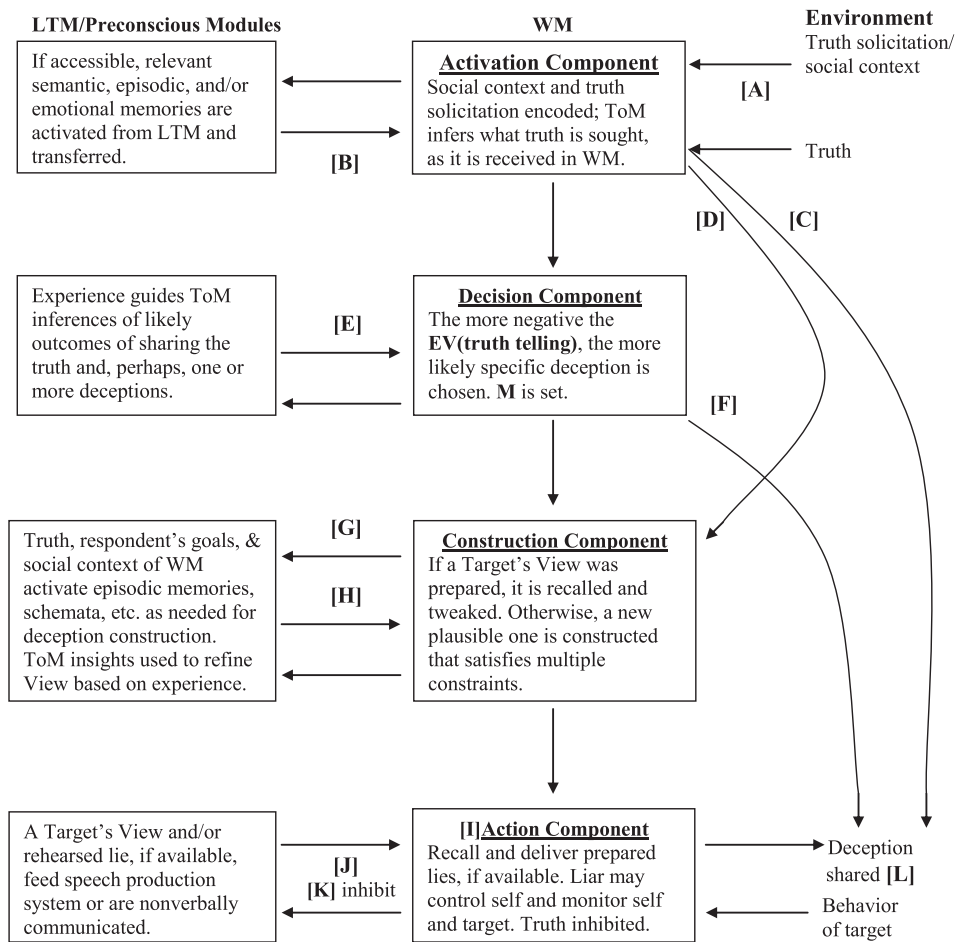 LTM/Preconscious Modules
WM
Environment
Truth solicitation/
social context
If accessible, relevant
semantic, episodic, and/or
emotional memories are
activated from LTM and
transferred.
[B]
Activation Component
Social context and truth
solicitation encoded; ToM
infers what truth is sought,
as it is received in WM.
[A]
Truth
[D]
[C]
Experience guides ToM
inferences of likely
outcomes of sharing the
truth and, perhaps, one or
more deceptions.
[E]
Decision Component
The more negative the
EV(truth telling), the more
likely specific deception is
chosen. M is set.
[F]
Truth, respondent's goals, &
social context of WM
activate episodic memories,
schemata, etc. as needed for
deception construction.
ToM insights used to refine
View based on experience.
[G]
[H]
Construction Component
If a Target's View was
prepared, it is recalled and
tweaked. Otherwise, a new
plausible one is constructed
that satisfies multiple
constraints.
A Target's View and/or
rehearsed lie, if available,
feed speech production
system or are nonverbally
communicated.
[J]
[K] inhibit
[I]Action Component
Recall and deliver prepared
lies, if available. Liar may
control self and monitor self
and target. Truth inhibited.
Deception
shared [L]
Behavior
of target